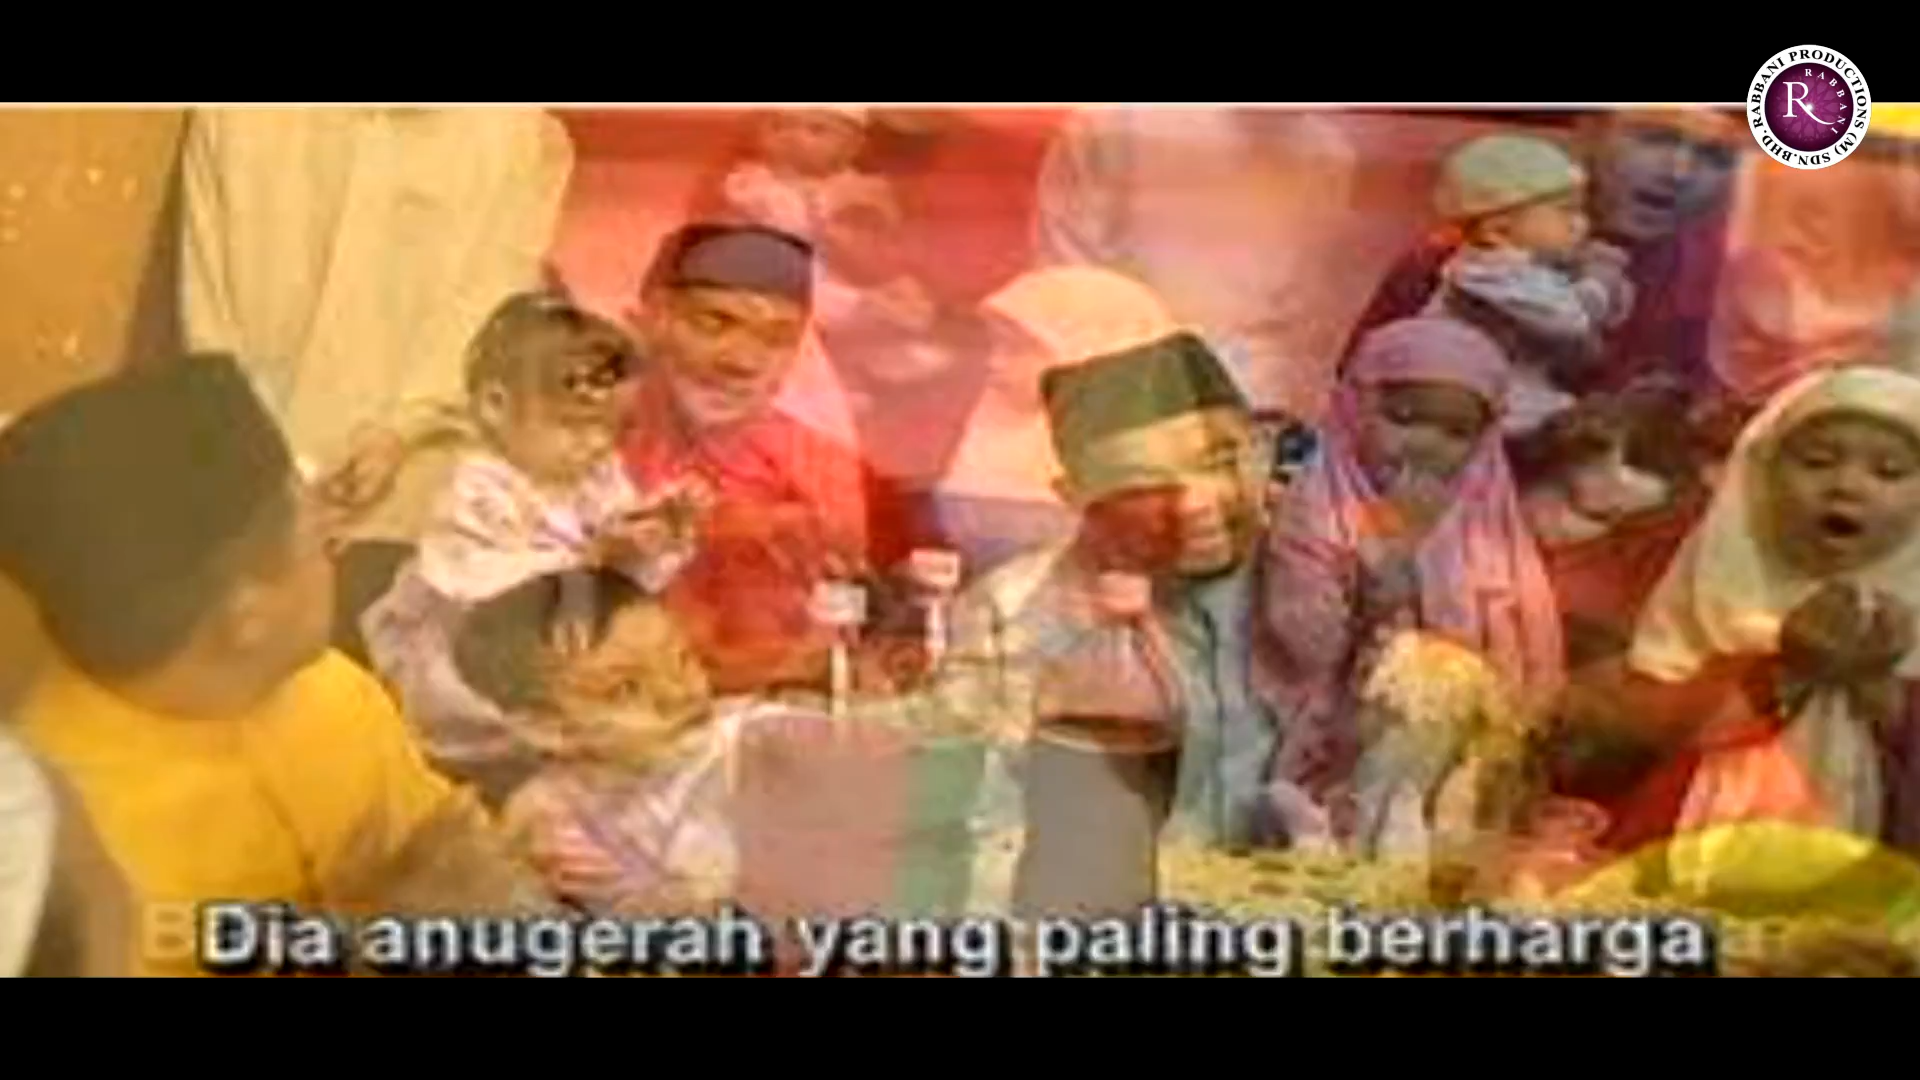 RABBANI PRODUCTIONS (M) SDN.BHD.
RABBANI
R
Dia anugerah yang paling berharga